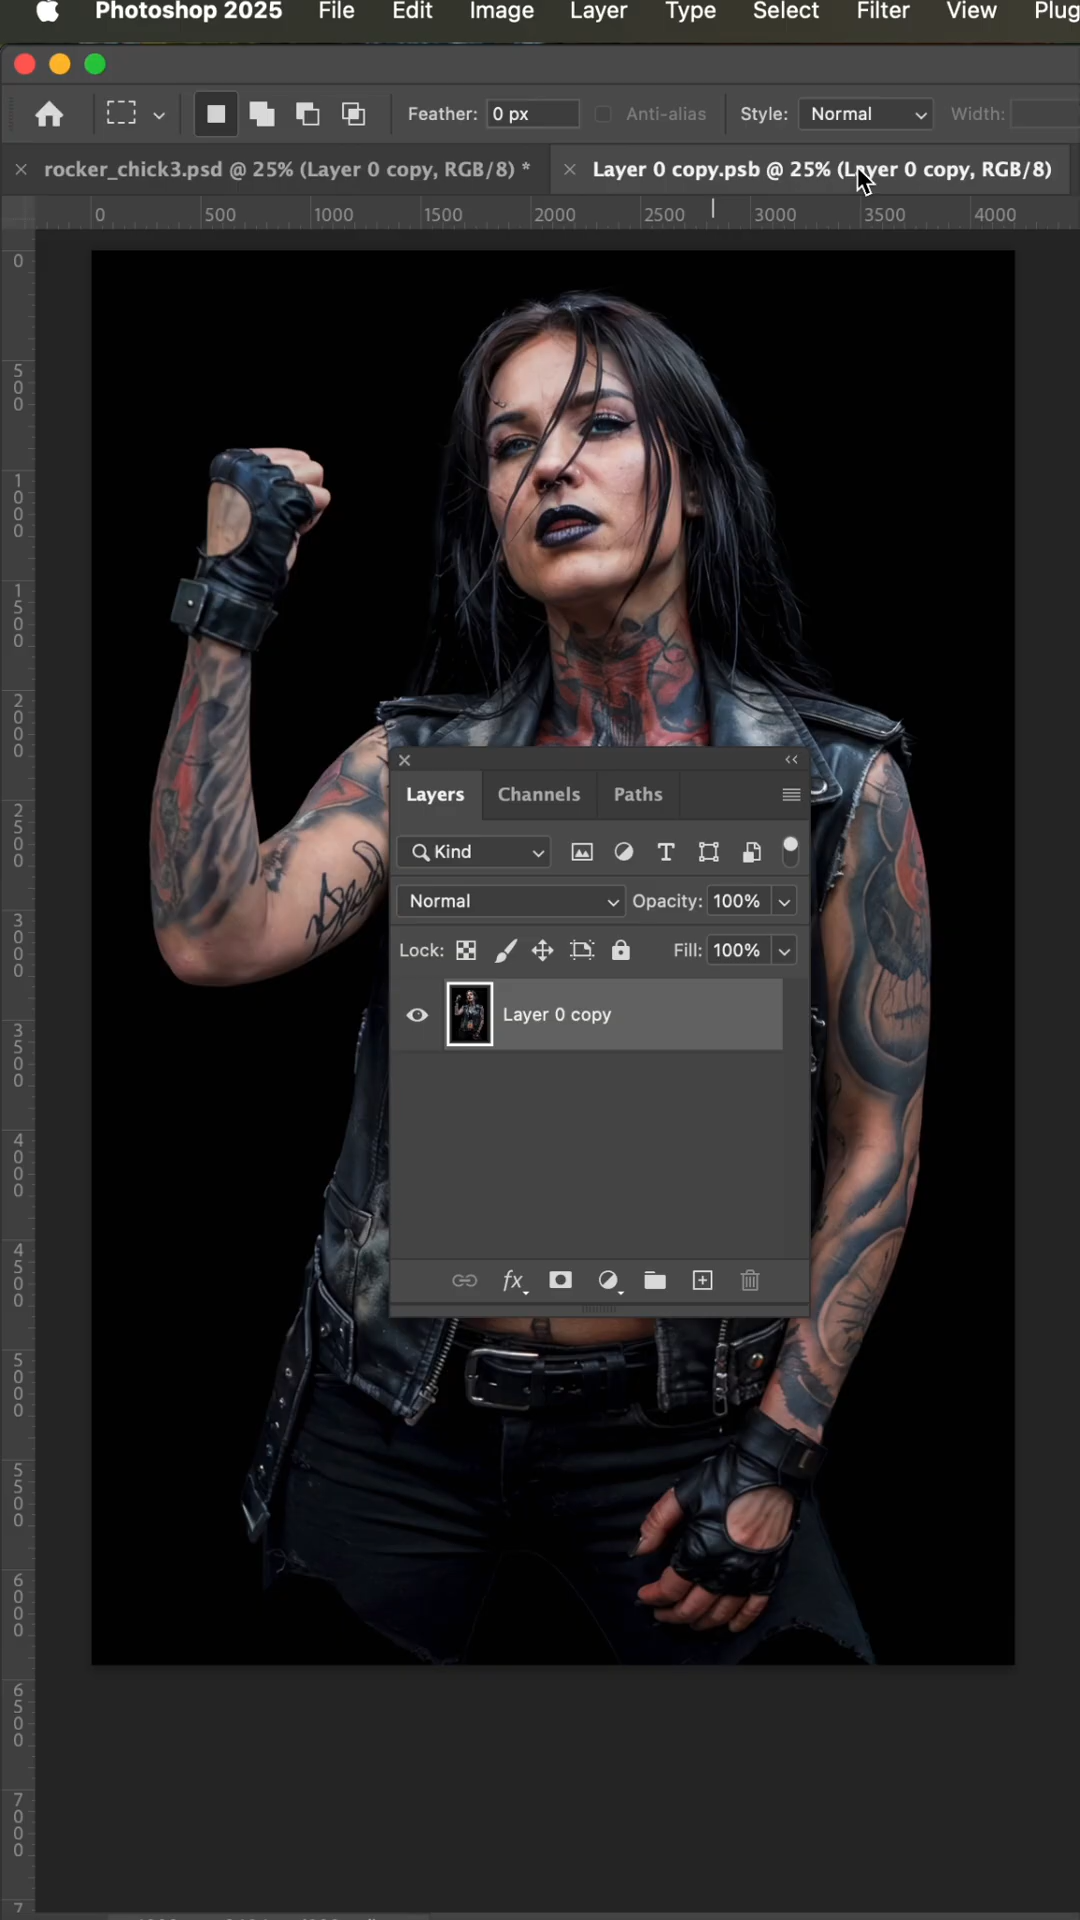 Photoshop 2025 File Edit Image Layer Type Select Filter View Plug
Feather: 0 px Anti-alias Style: Normal Width:
rocker_chick3.psd @ 25% (Layer 0 copy, RGB/8) * Layer 0 copy.psb @ 25% (Layer 0 copy, RGB/8)
0 500 1000 1500 2000 2500 3000 3500 4000
0
500
1000
1500
2000
2500
3000
3500
4000
4500
5000
5500
6000
6500
7000
7
Layers Channels Paths
Kind
Normal Opacity: 100%
Lock: Fill: 100%
Layer 0 copy
fx